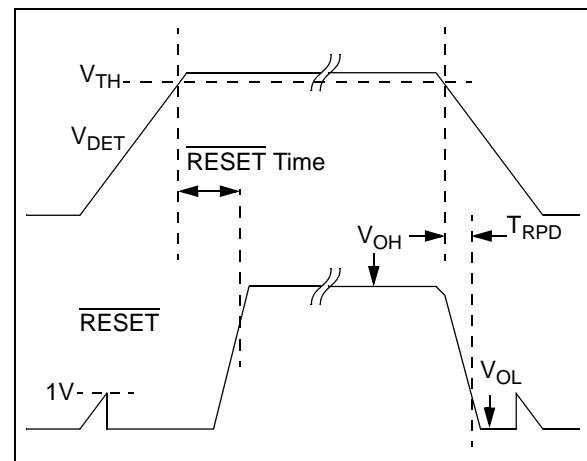 VTH
VDET
RESET Time
VOH
TRPD
RESET
1V
VOL